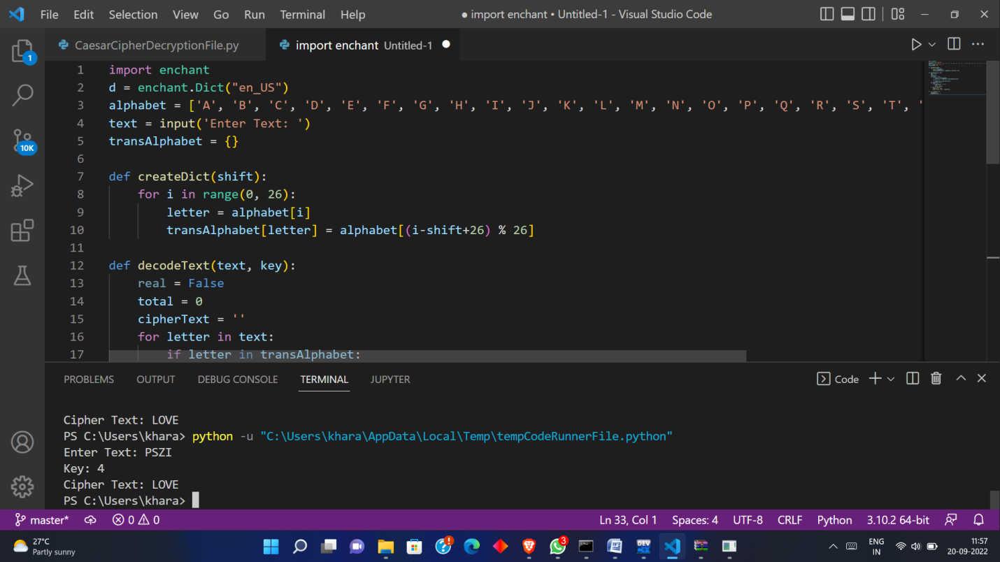 File Edit Selection View Go Run Terminal Help ● import enchant • Untitled-1 - Visual Studio Code
CaesarCipherDecryptionFile.py import enchant Untitled-1
1 import enchant
2 d = enchant.Dict("en_US")
3 alphabet = ['A', 'B', 'C', 'D', 'E', 'F', 'G', 'H', 'I', 'J', 'K', 'L', 'M', 'N', 'O', 'P', 'Q', 'R', 'S', 'T', '
4 text = input('Enter Text: ')
5 transAlphabet = {}
6
7 def createDict(shift):
8 for i in range(0, 26):
9 letter = alphabet[i]
10 transAlphabet[letter] = alphabet[(i-shift+26) % 26]
11
12 def decodeText(text, key):
13 real = False
14 total = 0
15 cipherText = ''
16 for letter in text:
17 if letter in transAlphabet:
1
10K
PROBLEMS OUTPUT DEBUG CONSOLE TERMINAL JUPYTER Code
Cipher Text: LOVE
PS C:\Users\khara> python -u "C:\Users\khara\AppData\Local\Temp\tempCodeRunnerFile.python"
Enter Text: PSZI
Key: 4
Cipher Text: LOVE
PS C:\Users\khara>
master* 0 0 Ln 33, Col 1 Spaces: 4 UTF-8 CRLF Python 3.10.2 64-bit
27°C
Partly sunny
3
DEV
ENG
IN
11:57
20-09-2022